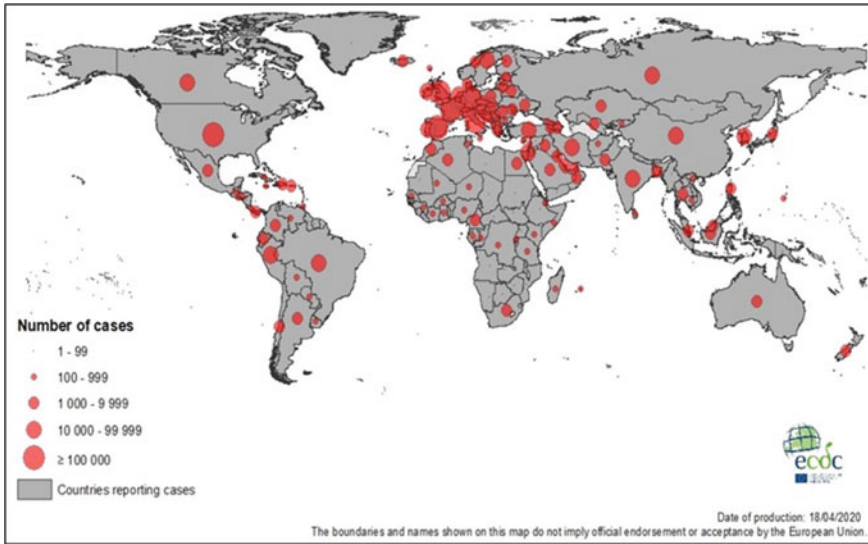 Number of cases
1 - 99
100 - 999
1 000 - 9 999
10 000 - 99 999
≥ 100 000
Countries reporting cases
ecdc
Date of production: 18/04/2020
The boundaries and names shown on this map do not imply official endorsement or acceptance by the European Union.